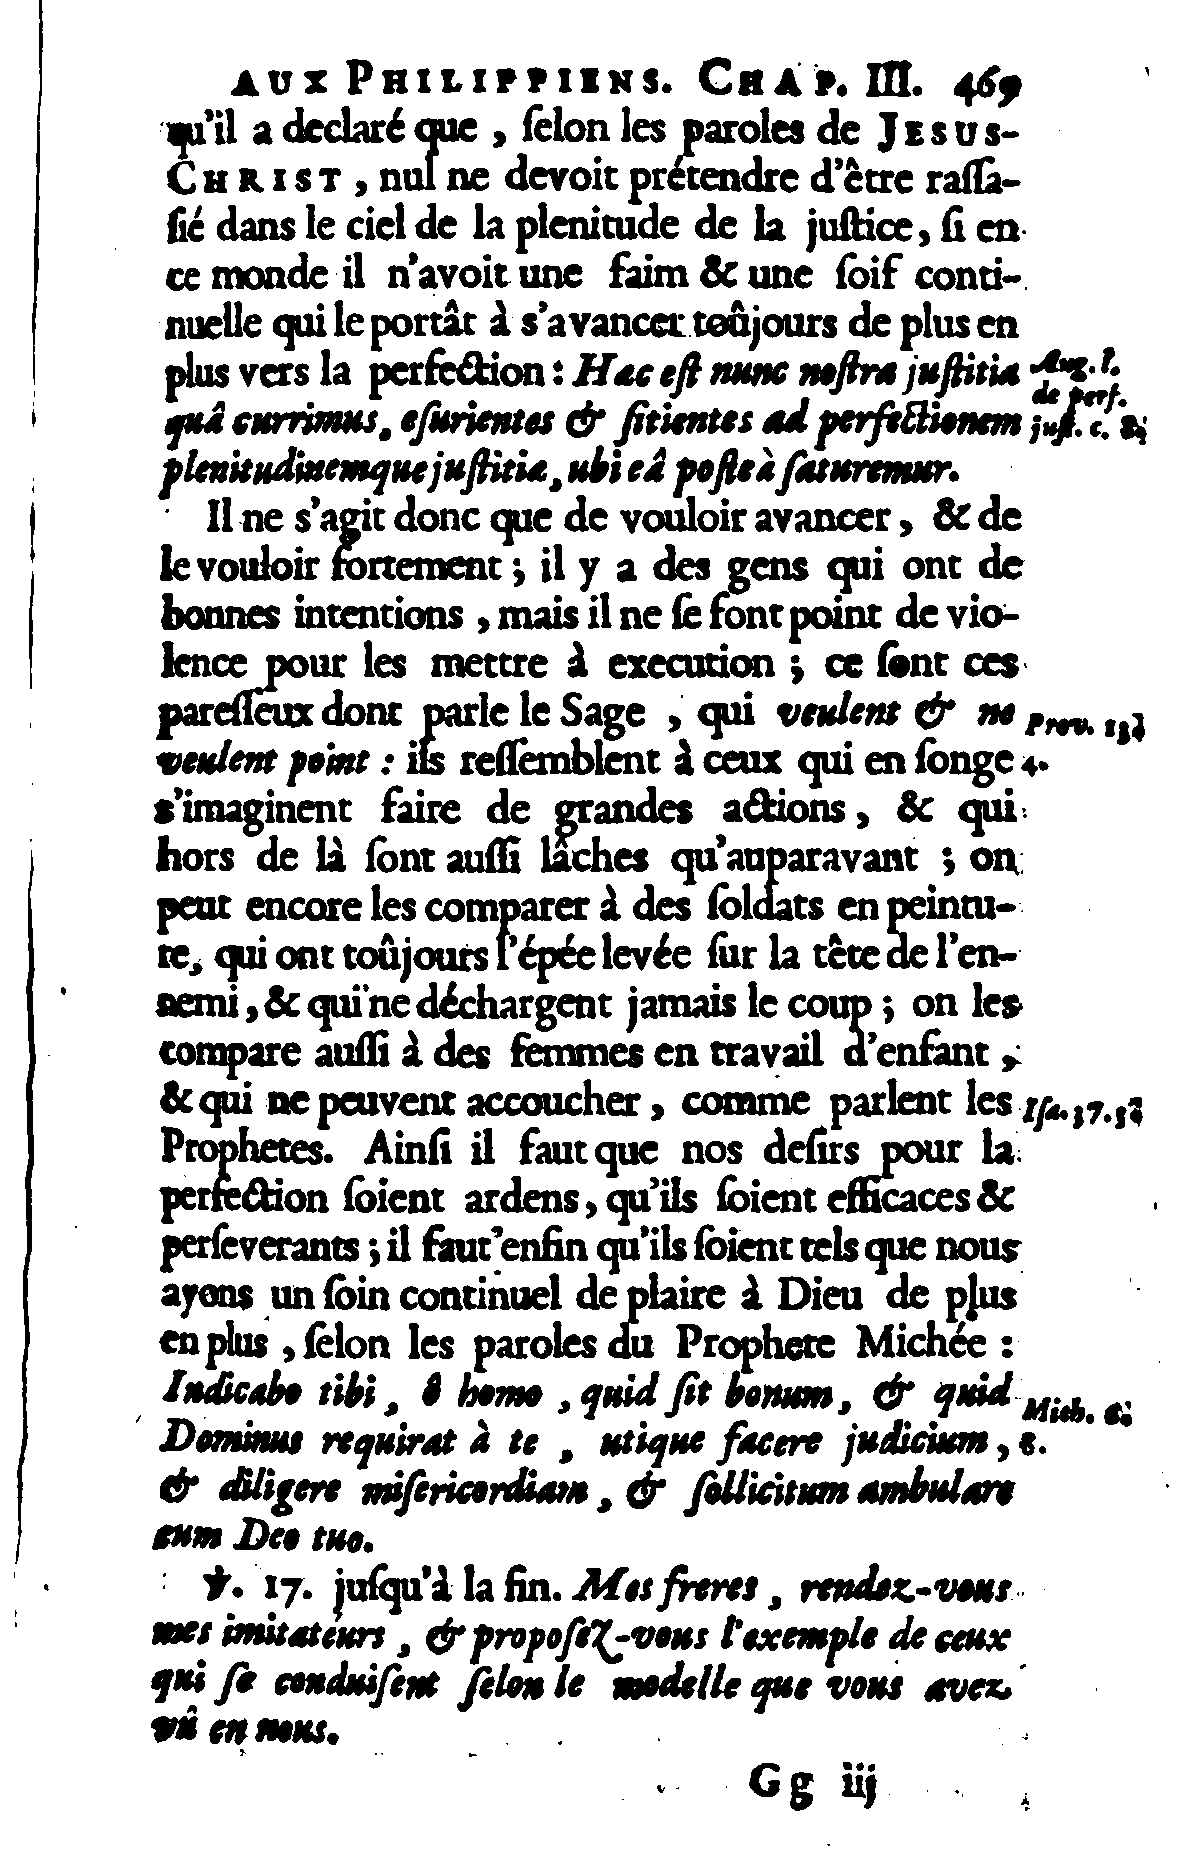 AUX PHILIPPIENS. CHAP. III. 469
qu'il a declaré que, ſelon les paroles de JESUS-
CHRIST, nul ne devoit prétendre d'être raſſa-
ſié dans le ciel de la plenitude de la juſtice, ſi en
ce monde il n'avoit une faim & une ſoif conti-
nuelle qui le portât à s'avancer toûjours de plus en
plus vers la perfection: Hac eſt nunc noſtra juſtitia
Aug. l.
de perf.
juſt. c. 8.
quâ currimus, eſurientes & ſitientes ad perfectionem
plenitudinemque juſtitiæ, ubi eâ poſteà ſaturemur.
Il ne s'agit donc que de vouloir avancer, & de
le vouloir fortement; il y a des gens qui ont de
bonnes intentions, mais il ne ſe font point de vio-
lence pour les mettre à execution; ce ſont ces
pareſſeux dont parle le Sage, qui veulent & ne
Prov.
4.
veulent point: ils reſſemblent à ceux qui en ſonge
s'imaginent faire de grandes actions, & qui
hors de là ſont auſſi lâches qu'auparavant; on
peut encore les comparer à des ſoldats en peintu-
re, qui ont toûjours l'épée levée ſur la tête de l'en-
nemi, & qui ne déchargent jamais le coup; on les
compare auſſi à des femmes en travail d'enfant,
& qui ne peuvent accoucher, comme parlent les
Iſa. 37.
Prophetes. Ainſi il faut que nos deſirs pour la
perfection ſoient ardens, qu'ils ſoient efficaces &
perſeverants; il faut enfin qu'ils ſoient tels que nous
ayons un ſoin continuel de plaire à Dieu de plus
en plus, ſelon les paroles du Prophete Michée:
Indicabo tibi, ô homo, quid ſit bonum, & quid
Mich. 6.
8.
Dominus requirat à te, utique facere judicium,
& diligere miſericordiam, & ſollicitum ambulare
cum Deo tuo.
℣. 17. juſqu'à la fin. Mes freres, rendez-vous
mes imitateurs, & propoſez-vous l'exemple de ceux
qui ſe conduiſent ſelon le modelle que vous avez
vû en nous.
Gg iij